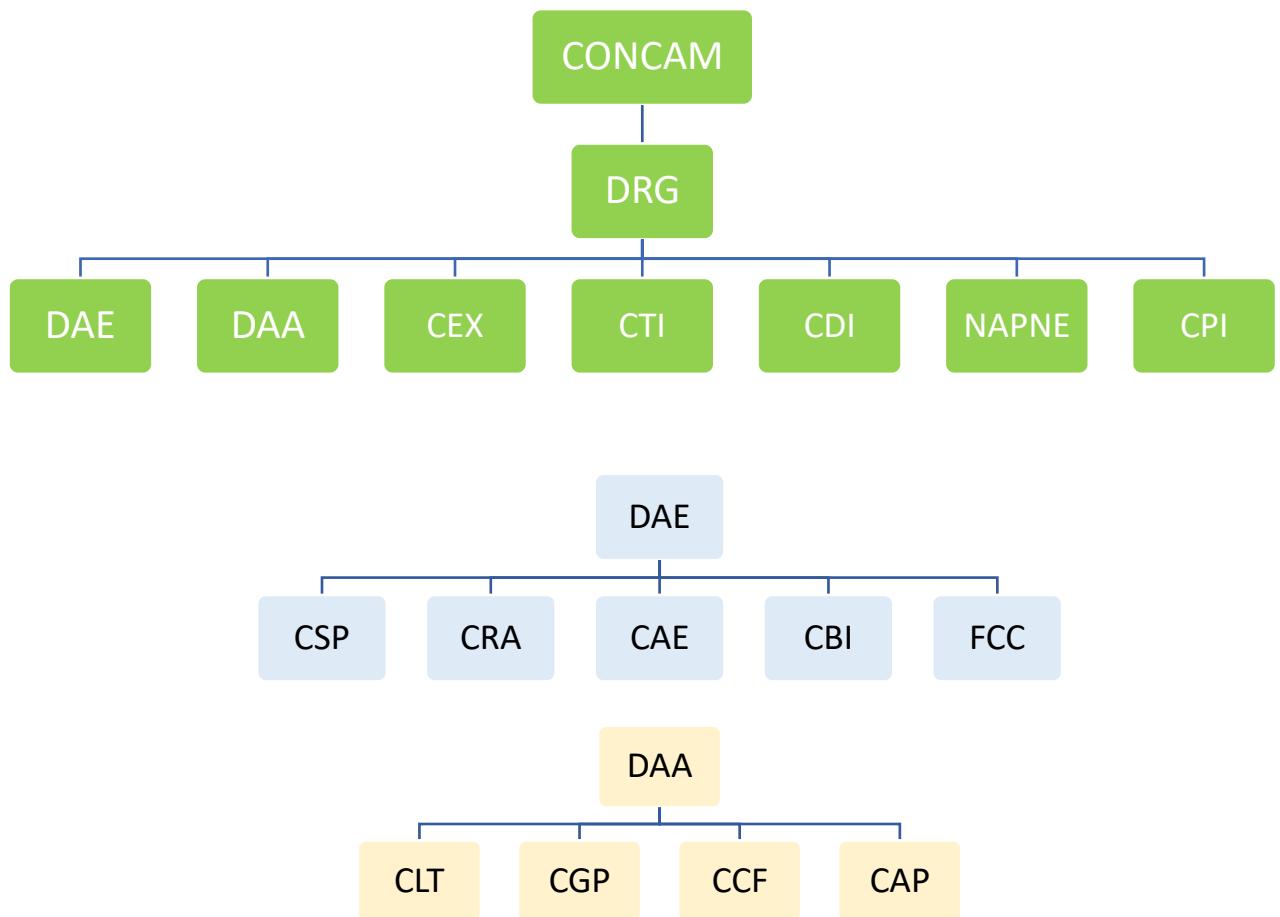 CONCAM
DRG
DAE DAA CEX CTI CDI NAPNE CPI
DAE
CSP CRA CAE CBI FCC
DAA
CLT CGP CCF CAP